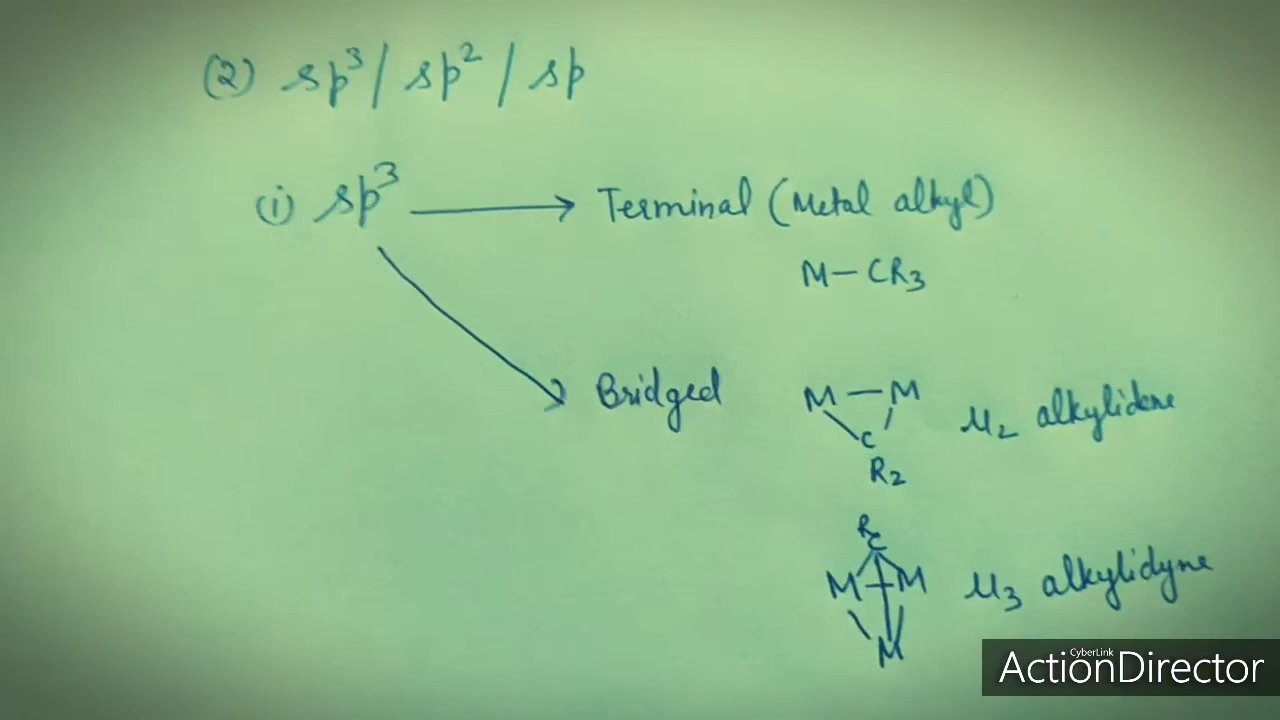 (2) sp³/ sp² / sp
(i) sp³ → Terminal (Metal alkyl)
M — CR₃
Bridged
M — M
C
R₂
μ₂ alkylidene
R
C
M — M
M
μ₃ alkylidyne
CyberLink
ActionDirector